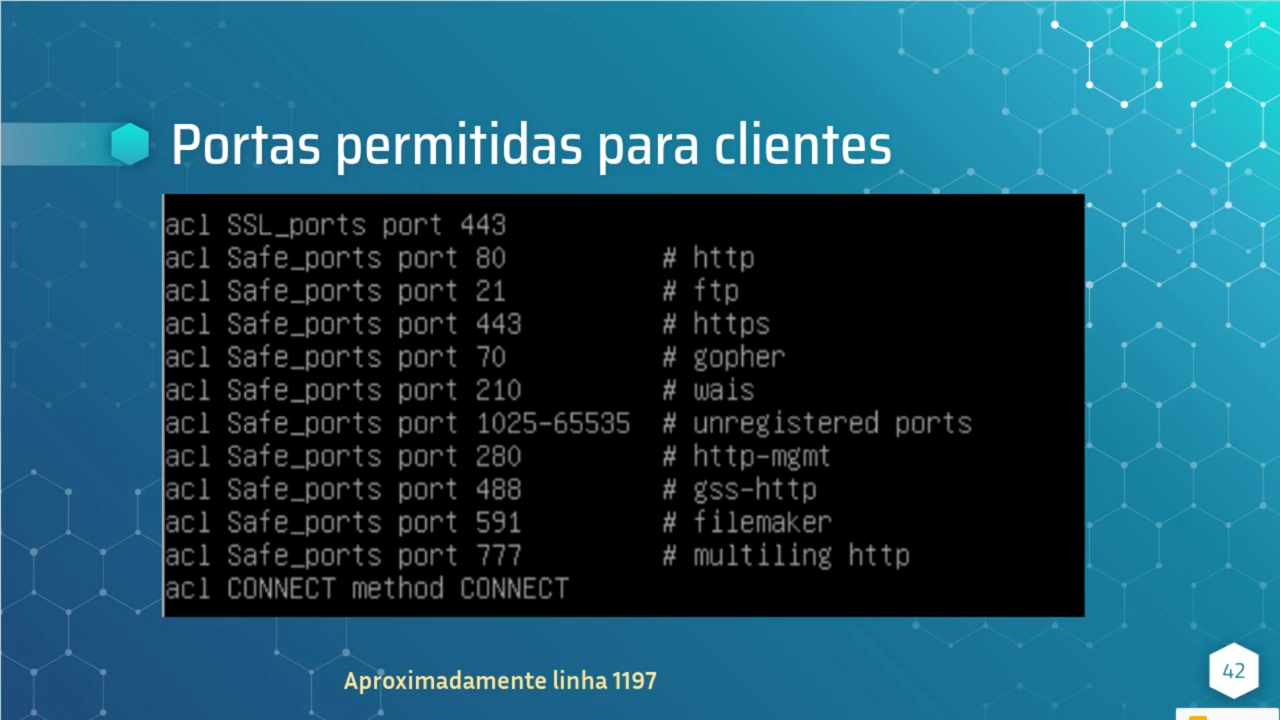 Portas permitidas para clientes
acl SSL_ports port 443
acl Safe_ports port 80 # http
acl Safe_ports port 21 # ftp
acl Safe_ports port 443 # https
acl Safe_ports port 70 # gopher
acl Safe_ports port 210 # wais
acl Safe_ports port 1025-65535 # unregistered ports
acl Safe_ports port 280 # http-mgmt
acl Safe_ports port 488 # gss-http
acl Safe_ports port 591 # filemaker
acl Safe_ports port 777 # multiling http
acl CONNECT method CONNECT
Aproximadamente linha 1197
42